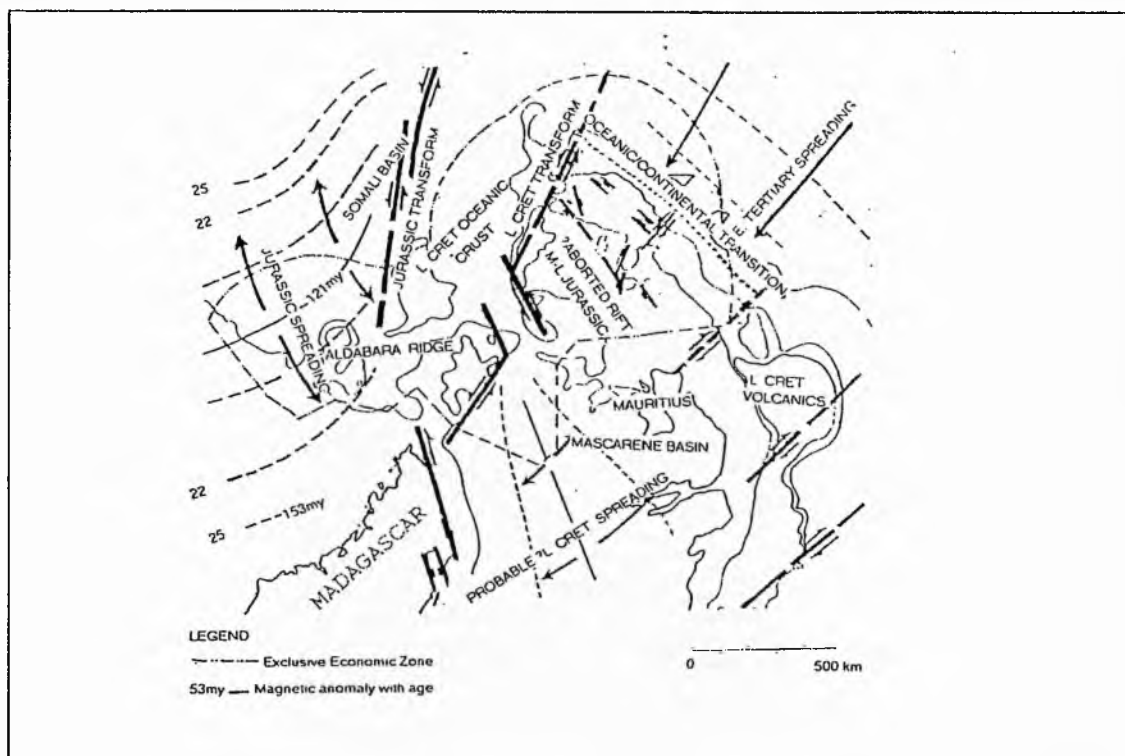 25
22
SOMALI BASIN
JURASSIC TRANSFORM
CRET OCEANIC
CRUST
L CRET TRANSFORM
OCEANIC/CONTINENTAL TRANSITION
TERTIARY SPREADING
?ABORTED RIFT
M-L JURASSIC
JURASSIC SPREADING
121my
ALDABARA RIDGE
MAURITIUS
L CRET
VOLCANICS
MASCARENE BASIN
22
25
153my
MADAGASCAR
PROBABLE ?L CRET SPREADING
LEGEND
Exclusive Economic Zone
53my Magnetic anomaly with age
0 500 km